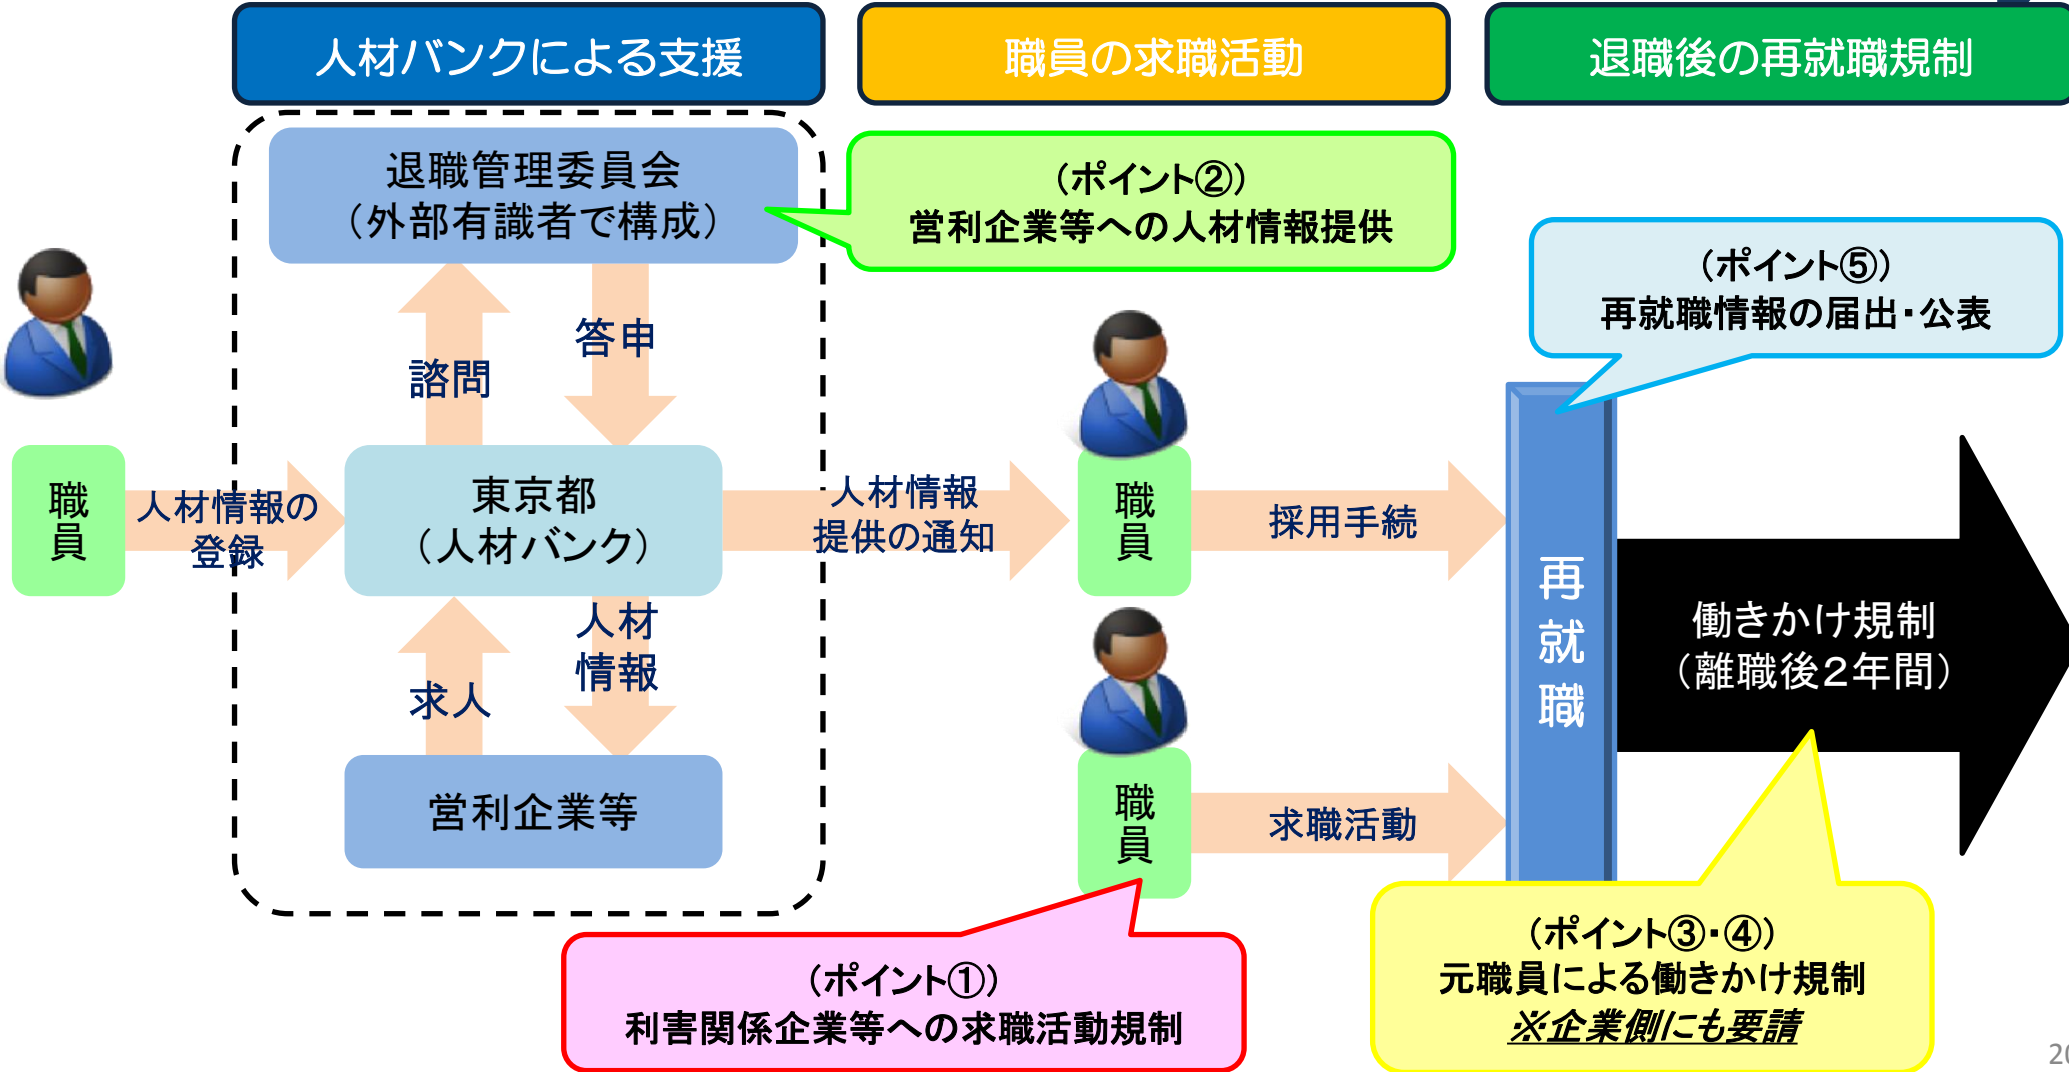 人材バンクによる支援
職員の求職活動
退職後の再就職規制
退職管理委員会
（外部有識者で構成）
（ポイント②）
営利企業等への人材情報提供
（ポイント⑤）
再就職情報の届出・公表
諮問
答申
職員
人材情報の
登録
東京都
（人材バンク）
人材情報
提供の通知
職員
採用手続
再就職
働きかけ規制
（離職後２年間）
求人
人材
情報
営利企業等
職員
求職活動
（ポイント①）
利害関係企業等への求職活動規制
（ポイント③・④）
元職員による働きかけ規制
※企業側にも要請